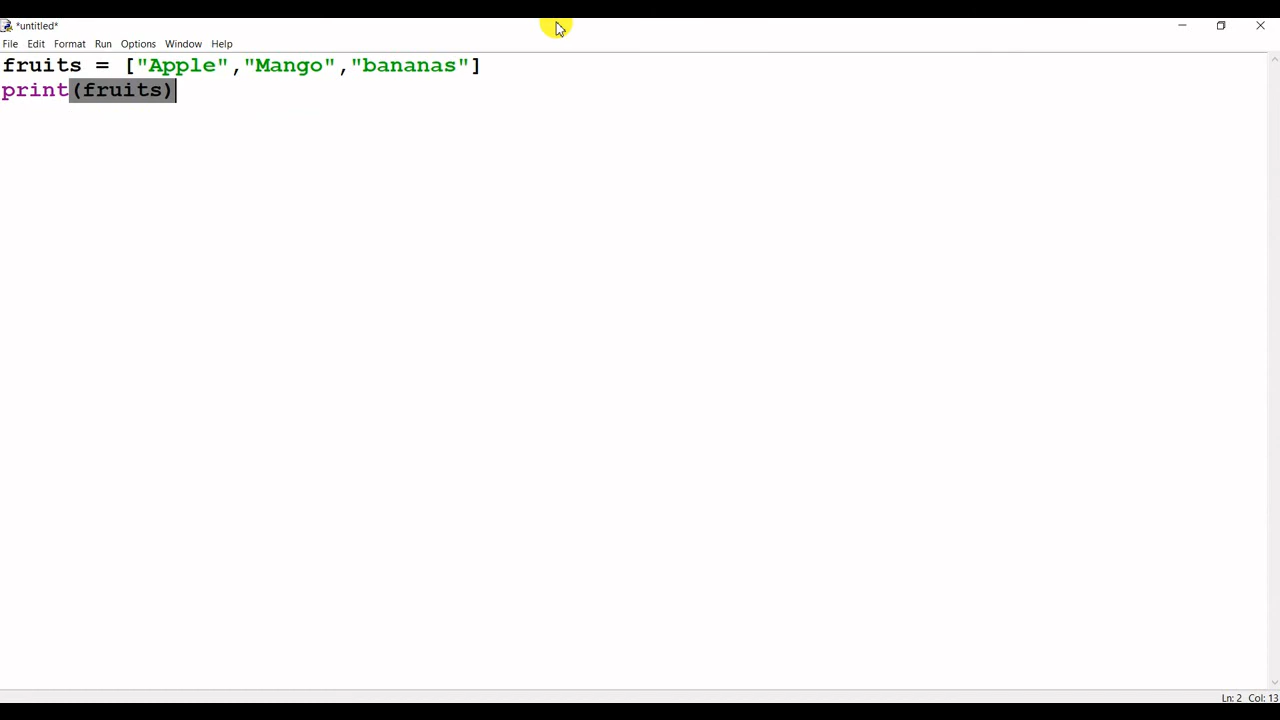 *untitled*
File Edit Format Run Options Window Help
fruits = ["Apple","Mango","bananas"]
print(fruits)
Ln: 2 Col: 13